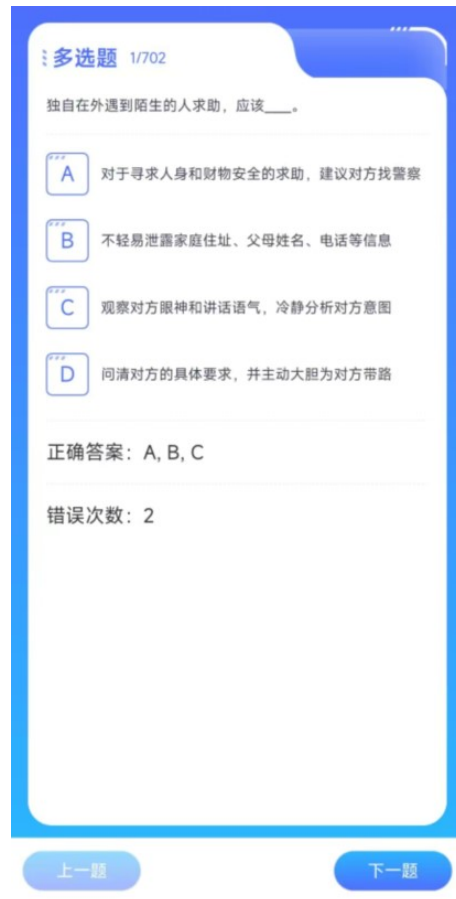 多选题 1/702
独自在外遇到陌生的人求助，应该____。
A 对于寻求人身和财物安全的求助，建议对方找警察
B 不轻易泄露家庭住址、父母姓名、电话等信息
C 观察对方眼神和讲话语气，冷静分析对方意图
D 问清对方的具体要求，并主动大胆为对方带路
正确答案：A, B, C
错误次数：2
上一题 下一题